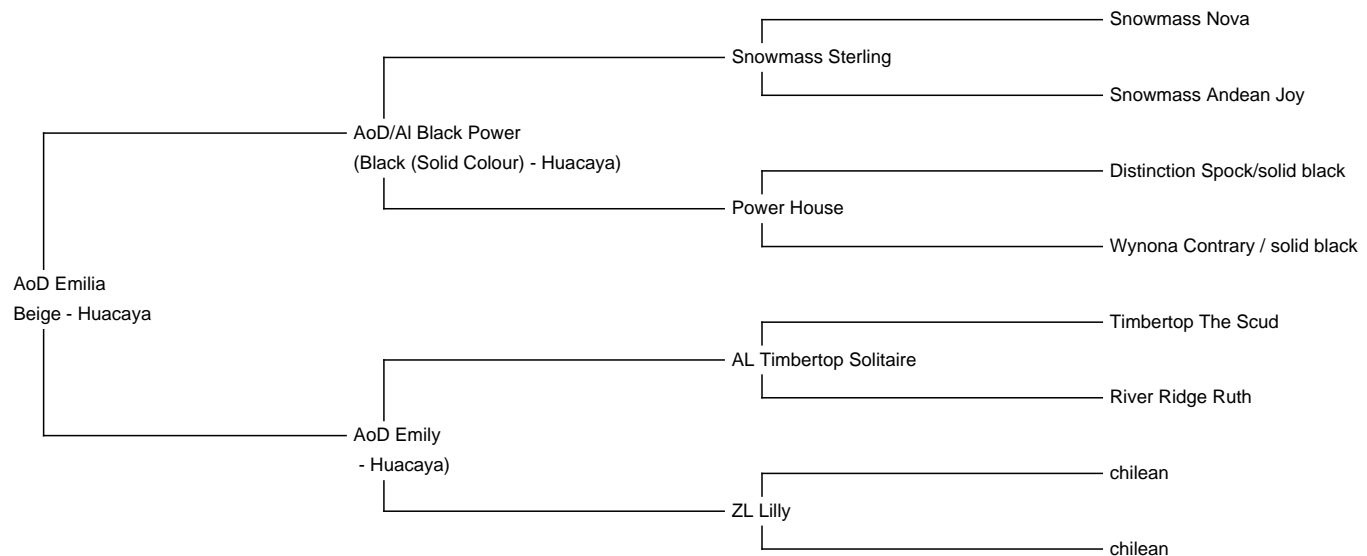 Snowmass Nova
Snowmass Sterling
Snowmass Andean Joy
AoD/AI Black Power
(Black (Solid Colour) - Huacaya)
Distinction Spock/solid black
Power House
Wynona Contrary / solid black
AoD Emilia
Beige - Huacaya
Timbertop The Scud
AL Timbertop Solitaire
River Ridge Ruth
AoD Emily
- Huacaya)
chilean
ZL Lilly
chilean